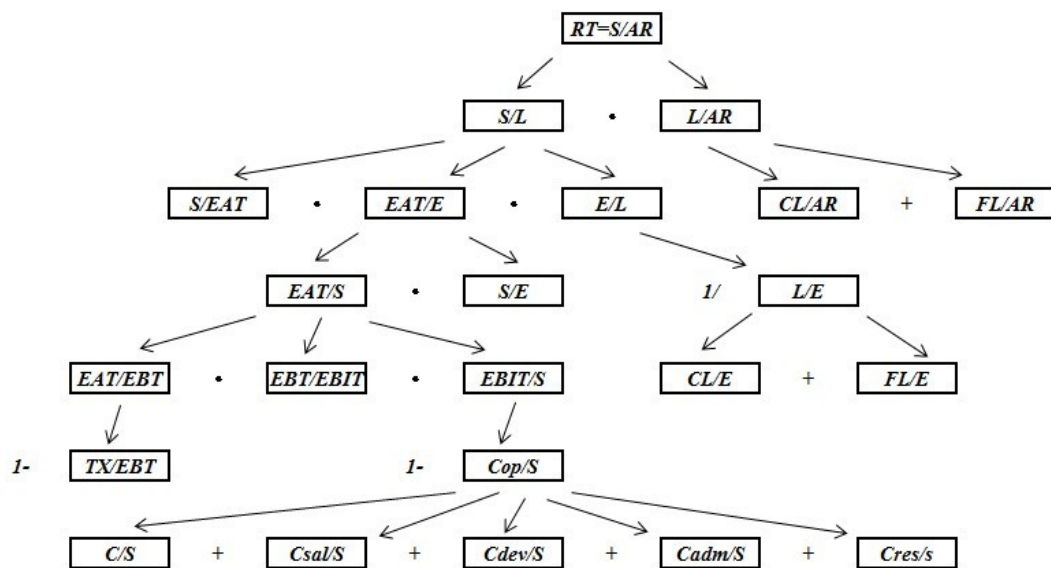 RT=S/AR
S/L • L/AR
S/EAT • EAT/E • E/L CL/AR + FL/AR
EAT/S • S/E 1/ L/E
EAT/EBT • EBT/EBIT • EBIT/S CL/E + FL/E
1- TX/EBT 1- Cop/S
C/S + Csal/S + Cdev/S + Cadm/S + Cres/s